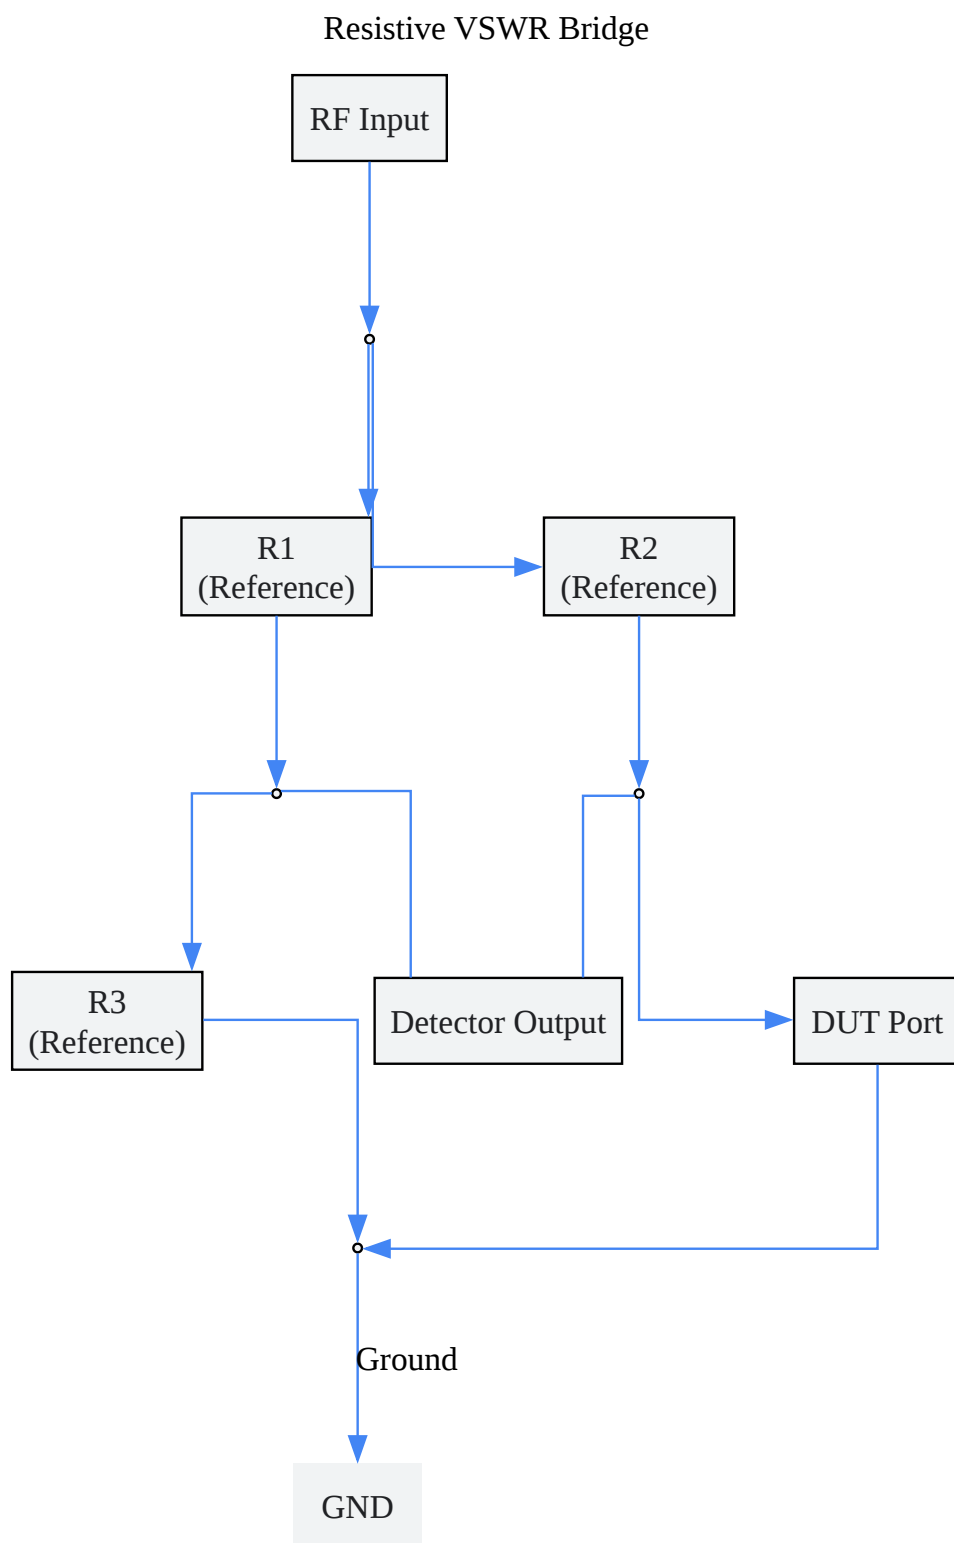 Resistive VSWR Bridge
RF Input
R1
(Reference)
R2
(Reference)
R3
(Reference)
Detector Output
DUT Port
Ground
GND